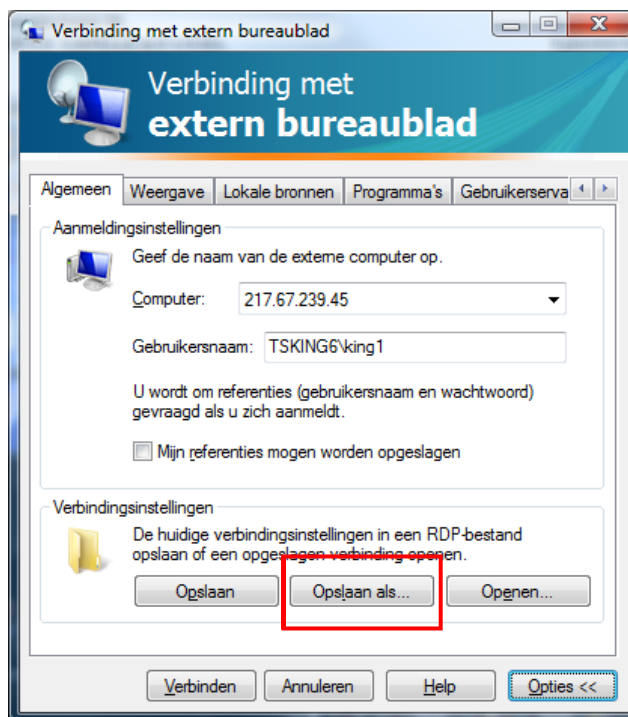 Verbinding met extern bureaublad
Verbinding met
extern bureaublad
Algemeen Weergave Lokale bronnen Programma's Gebruikerserva
Aanmeldingsinstellingen
Geef de naam van de externe computer op.
Computer: 217.67.239.45
Gebruikersnaam: TSKING6\king1
U wordt om referenties (gebruikersnaam en wachtwoord)
gevraagd als u zich aanmeldt.
Mijn referenties mogen worden opgeslagen
Verbindingsinstellingen
De huidige verbindingsinstellingen in een RDP-bestand
opslaan of een opgeslagen verbinding openen.
Opslaan Opslaan als... Openen...
Verbinden Annuleren Help Opties <<